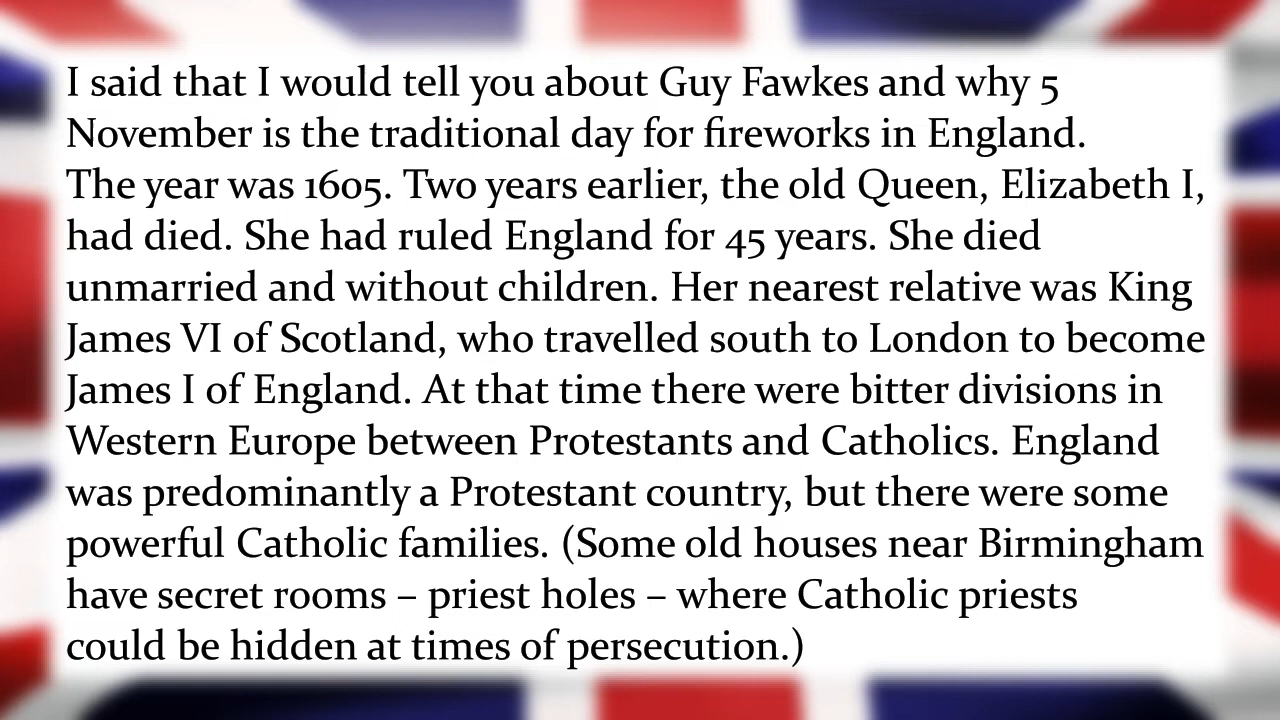 I said that I would tell you about Guy Fawkes and why 5
November is the traditional day for fireworks in England.
The year was 1605. Two years earlier, the old Queen, Elizabeth I,
had died. She had ruled England for 45 years. She died
unmarried and without children. Her nearest relative was King
James VI of Scotland, who travelled south to London to become
James I of England. At that time there were bitter divisions in
Western Europe between Protestants and Catholics. England
was predominantly a Protestant country, but there were some
powerful Catholic families. (Some old houses near Birmingham
have secret rooms – priest holes – where Catholic priests
could be hidden at times of persecution.)